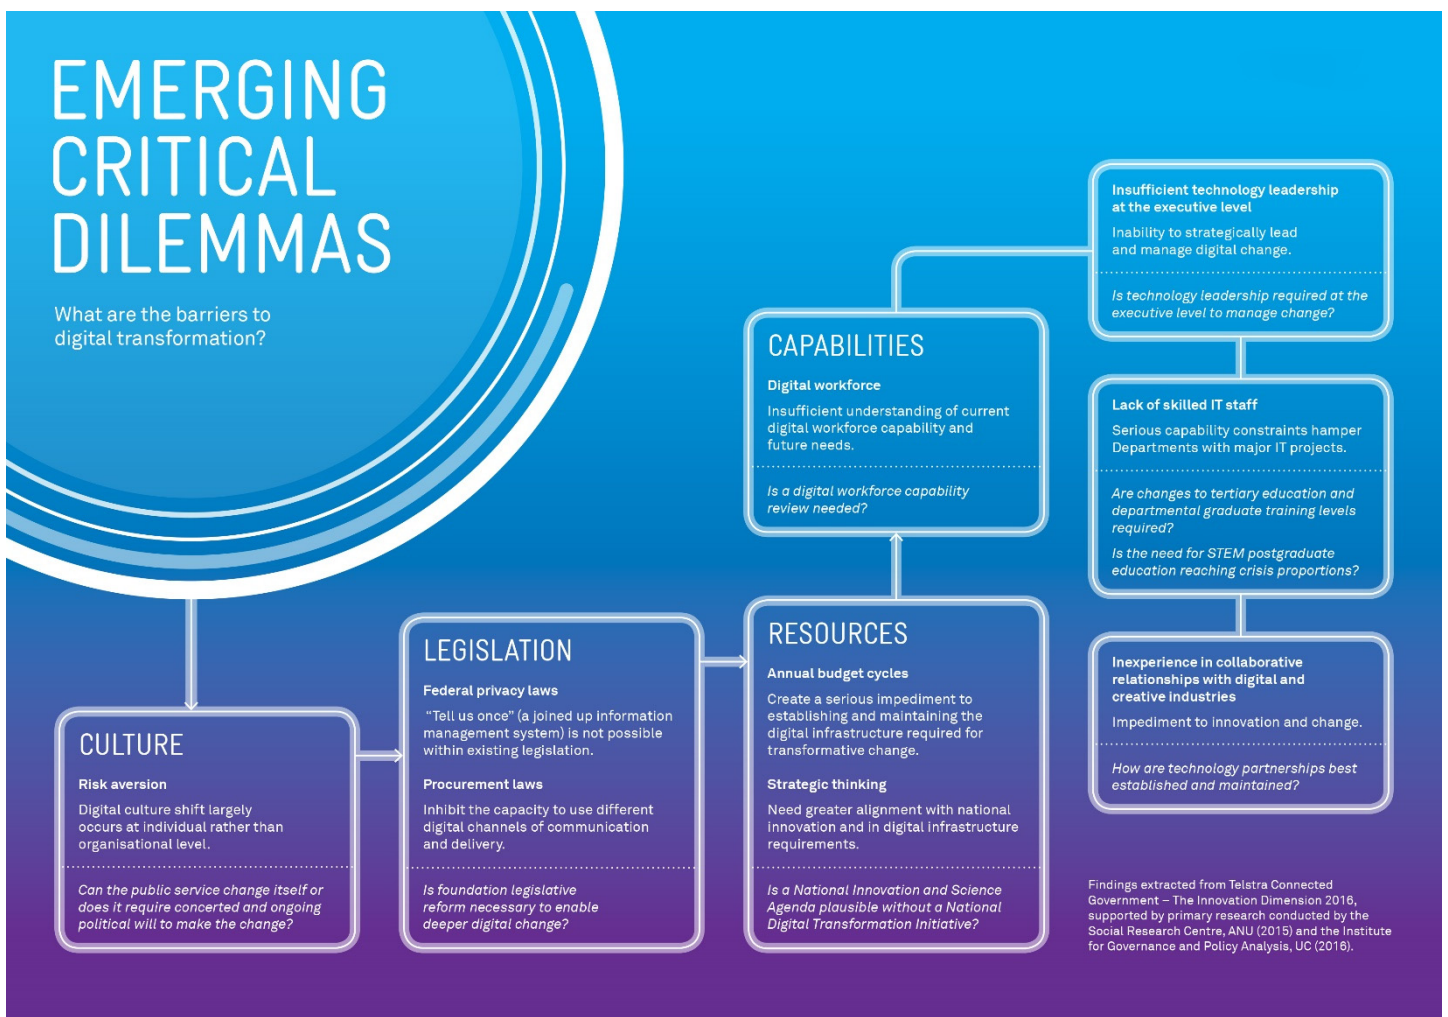 EMERGING
CRITICAL
DILEMMAS
What are the barriers to
digital transformation?
CULTURE
Risk aversion
Digital culture shift largely
occurs at individual rather than
organisational level.
Can the public service change itself or
does it require concerted and ongoing
political will to make the change?
LEGISLATION
Federal privacy laws
“Tell us once” (a joined up information
management system) is not possible
within existing legislation.
Procurement laws
Inhibit the capacity to use different
digital channels of communication
and delivery.
Is foundation legislative
reform necessary to enable
deeper digital change?
RESOURCES
Annual budget cycles
Create a serious impediment to
establishing and maintaining the
digital infrastructure required for
transformative change.
Strategic thinking
Need greater alignment with national
innovation and in digital infrastructure
requirements.
Is a National Innovation and Science
Agenda plausible without a National
Digital Transformation Initiative?
CAPABILITIES
Digital workforce
Insufficient understanding of current
digital workforce capability and
future needs.
Is a digital workforce capability
review needed?
Insufficient technology leadership
at the executive level
Inability to strategically lead
and manage digital change.
Is technology leadership required at the
executive level to manage change?
Lack of skilled IT staff
Serious capability constraints hamper
Departments with major IT projects.
Are changes to tertiary education and
departmental graduate training levels
required?
Is the need for STEM postgraduate
education reaching crisis proportions?
Inexperience in collaborative
relationships with digital and
creative industries
Impediment to innovation and change.
How are technology partnerships best
established and maintained?
Findings extracted from Telstra Connected
Government – The Innovation Dimension 2016,
supported by primary research conducted by the
Social Research Centre, ANU (2015) and the Institute
for Governance and Policy Analysis, UC (2016).